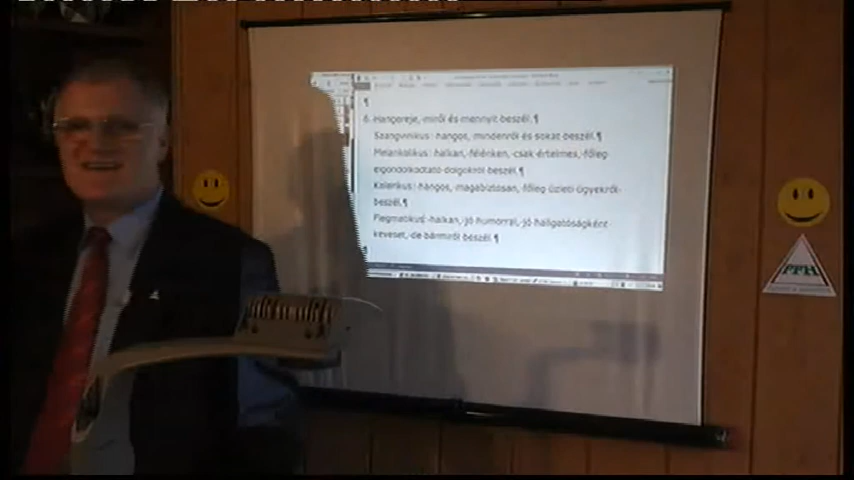 6. Hangereje, miről és mennyit beszél.¶
Szangvinikus: hangos, mindenről és sokat beszél.¶
Melankolikus: halkan, félénken, csak értelmes, főleg
elgondolkodtató dolgokról beszél.¶
Kolerikus: hangos, magabiztosan, főleg üzleti ügyekről
beszél.¶
Flegmatikus: halkan, jó humorral, jó hallgatóságként
keveset, de bármiről beszél.¶
PFH